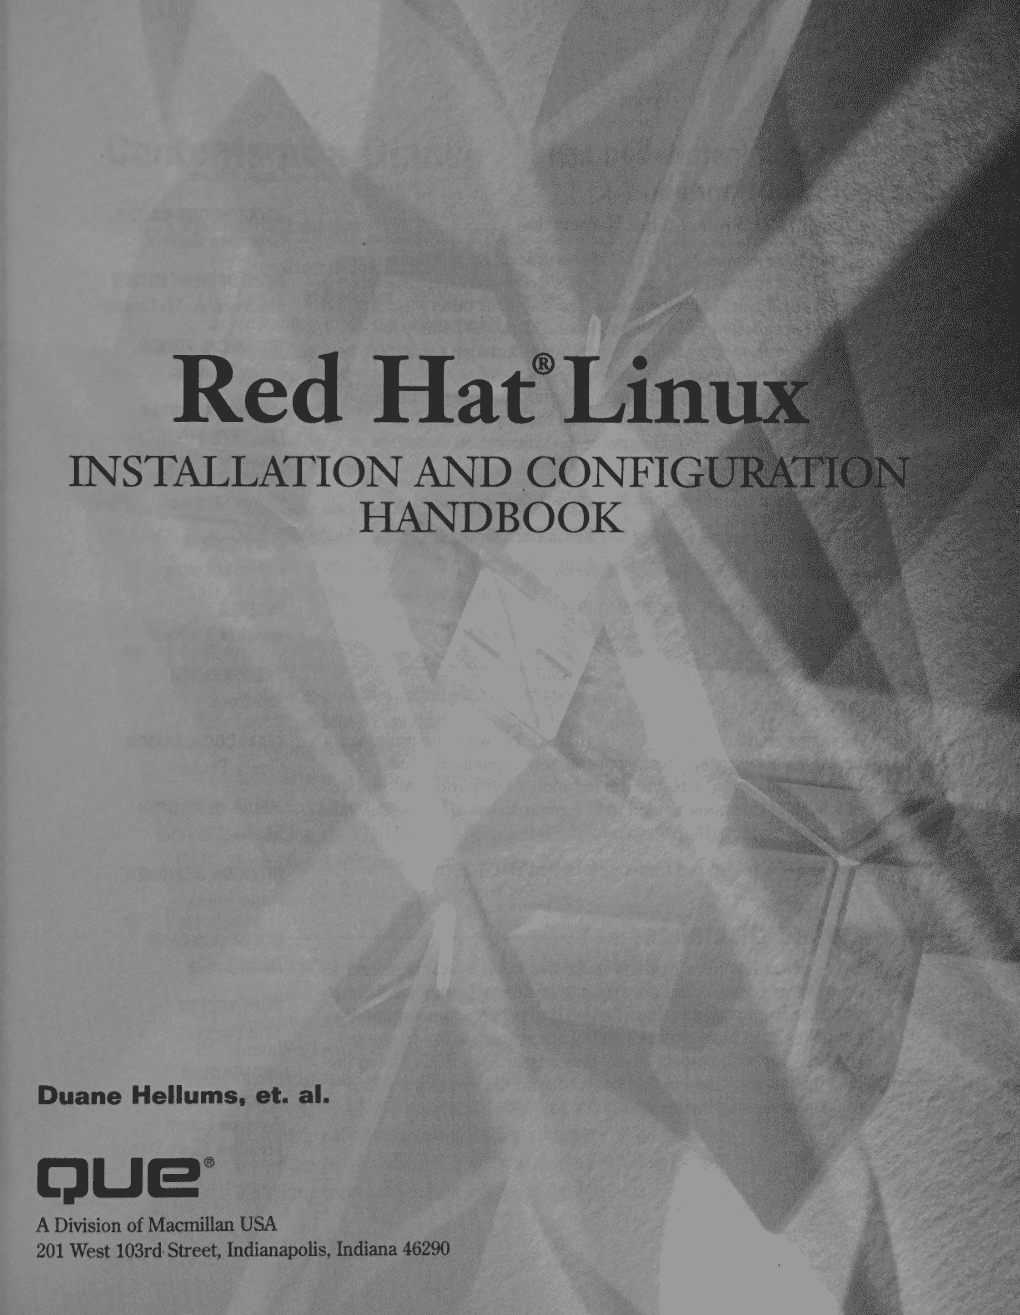 Red Hat® Linux
INSTALLATION AND CONFIGURATION
HANDBOOK
Duane Hellums, et. al.
que®
A Division of Macmillan USA
201 West 103rd Street, Indianapolis, Indiana 46290